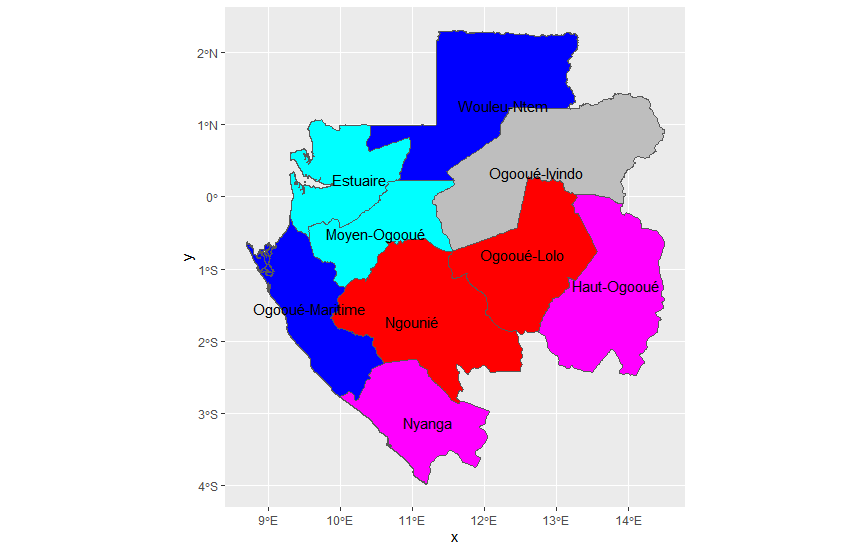 2°N
1°N
0°
1°S
2°S
3°S
4°S
y
Wouleu-Ntem
Ogooué-Ivindo
Estuaire
Moyen-Ogooué
Ogooué-Lolo
Haut-Ogooué
Ogooué Maritime
Ngounié
Nyanga
9°E
10°E
11°E
12°E
13°E
14°E
x